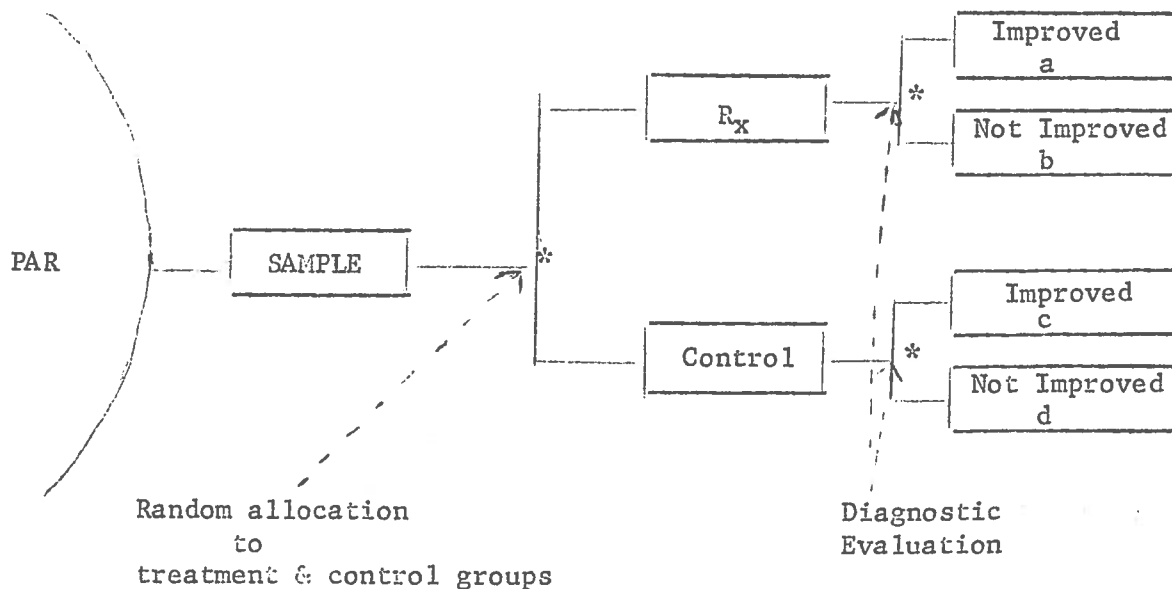 Improved
a
*
Rx
Not Improved
b
PAR
SAMPLE
*
Improved
c
Control
*
Not Improved
d
Random allocation
to
treatment & control groups
Diagnostic
Evaluation